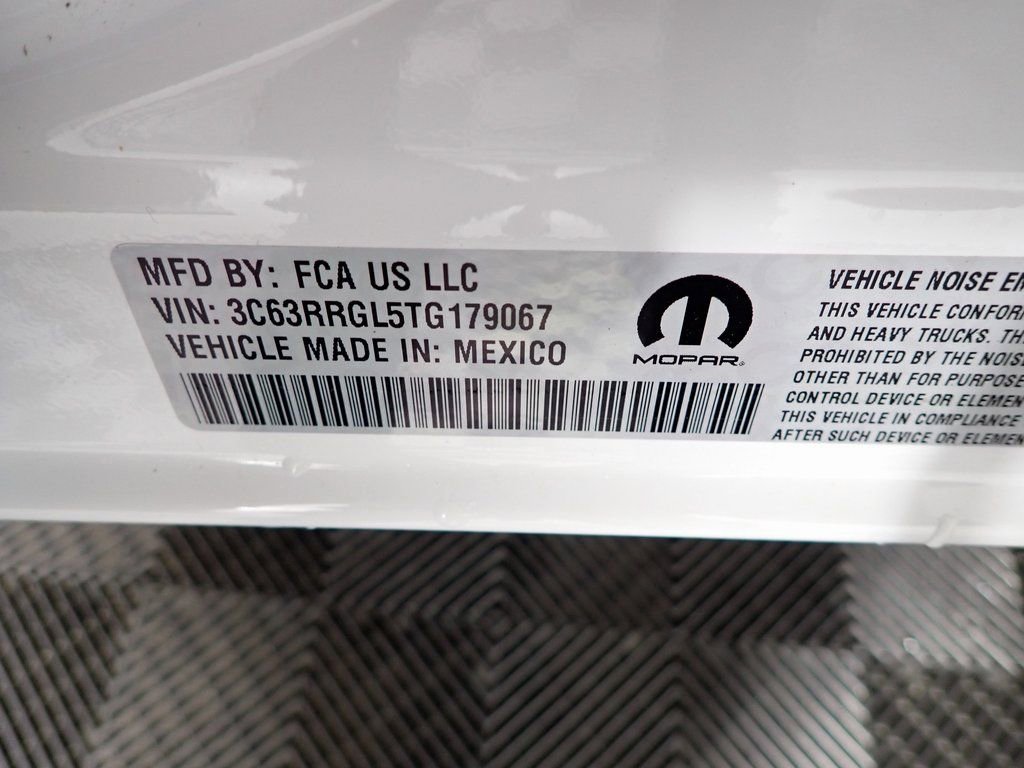 MFD BY: FCA US LLC
VIN: 3C63RRGL5TG179067
VEHICLE MADE IN: MEXICO
MOPAR®
VEHICLE NOISE
THIS VEHICLE
AND HEAVY TRUCKS.
PROHIBITED BY THE
OTHER THAN FOR
CONTROL DEVICE OR
THIS VEHICLE IN COMPLIANCE
AFTER SUCH DEVICE OR